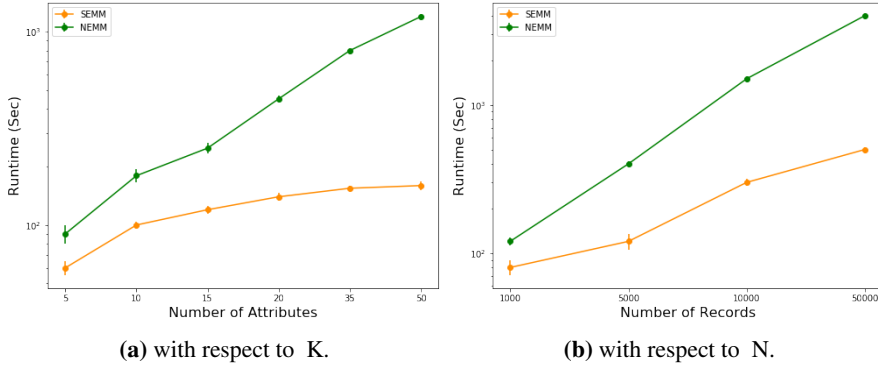 SEMM
NEMM
10³
10²
Runtime (Sec)
5 10 15 20 35 50
Number of Attributes
(a) with respect to K.
SEMM
NEMM
10³
10²
Runtime (Sec)
1000 5000 10000 50000
Number of Records
(b) with respect to N.